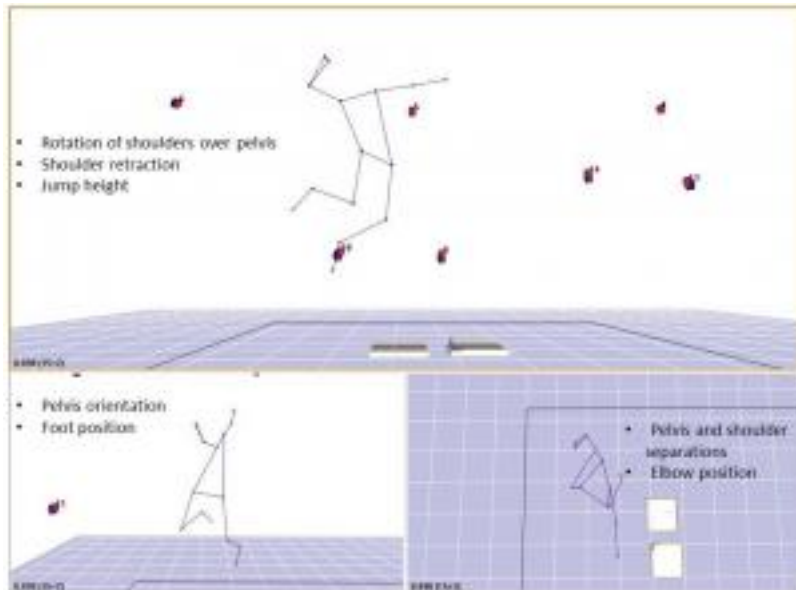 • Rotation of shoulders over pelvis
• Shoulder retraction
• Jump height
• Pelvis orientation
• Foot position
• Pelvis and shoulder
separations
• Elbow position